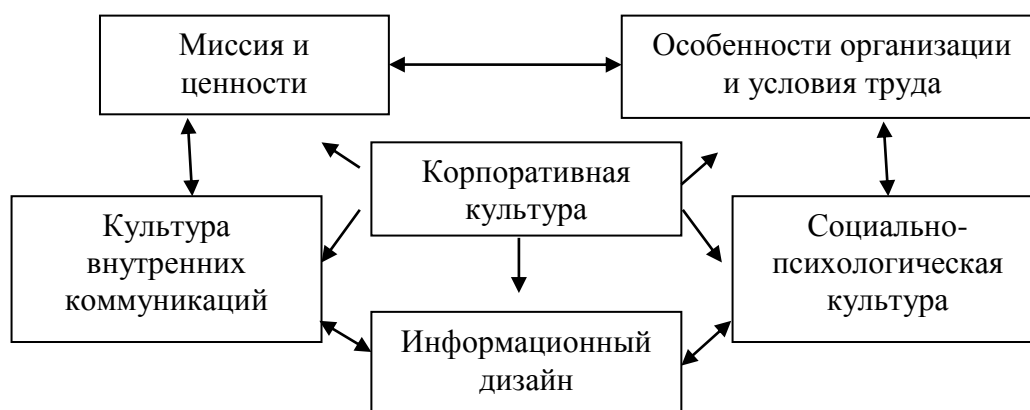 Миссия и
ценности
Особенности организации
и условия труда
Корпоративная
культура
Культура
внутренних
коммуникаций
Социально-
психологическая
культура
Информационный
дизайн